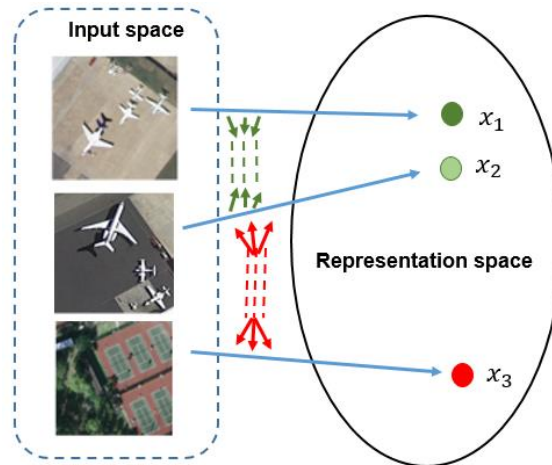 Input space
x₁
x₂
Representation space
x₃